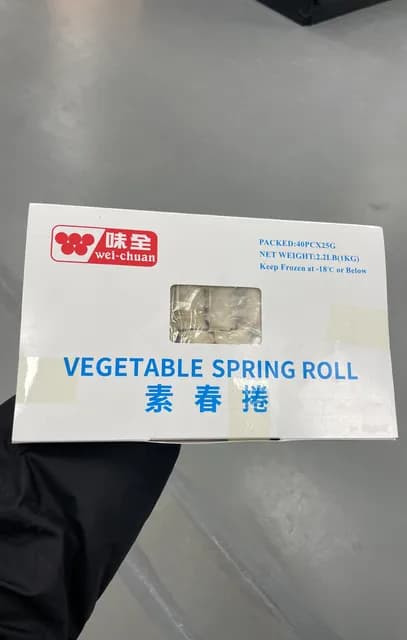 味全
wei-chuan
PACKED:40PCX25G
NET WEIGHT:2.2LB(1KG)
Keep Frozen at -18℃ or Below
VEGETABLE SPRING ROLL
素春捲